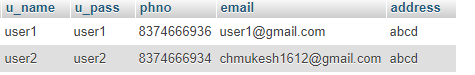 u_name u_pass phno email address
user1 user1 8374666936 user1@gmail.com abcd
user2 user2 8374666934 chmukesh1612@gmail.com abcd